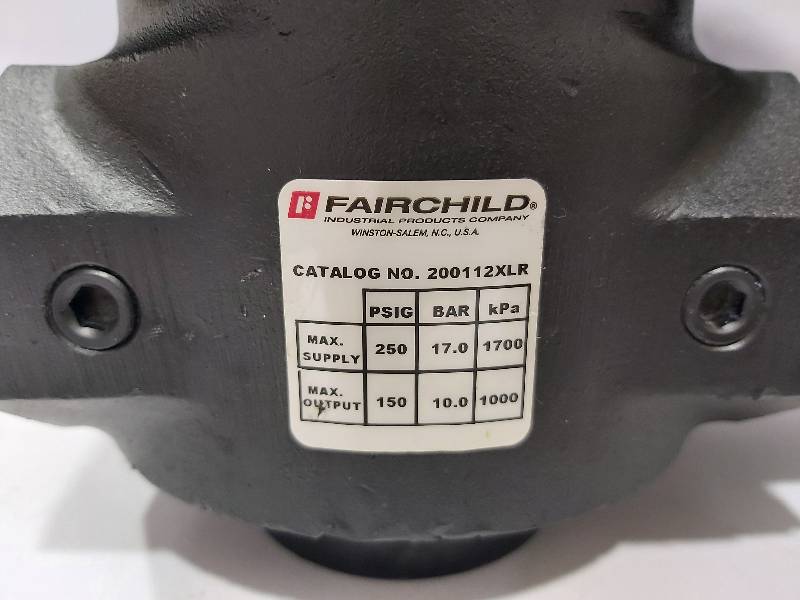 FAIRCHILD®
INDUSTRIAL PRODUCTS COMPANY
WINSTON-SALEM, N.C., U.S.A.
CATALOG NO. 200112XLR
PSIG BAR kPa
MAX. SUPPLY 250 17.0 1700
MAX. OUTPUT 150 10.0 1000